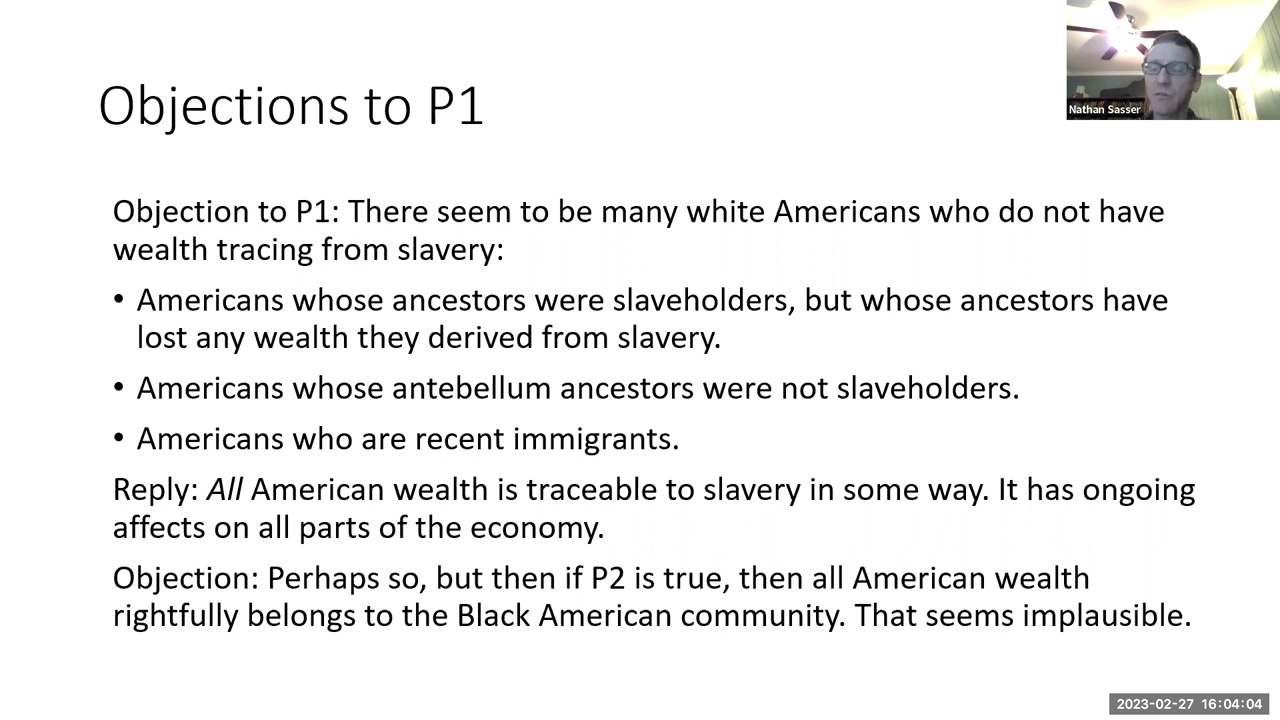 Nathan Sasser
Objections to P1
Objection to P1: There seem to be many white Americans who do not have
wealth tracing from slavery:
• Americans whose ancestors were slaveholders, but whose ancestors have
lost any wealth they derived from slavery.
• Americans whose antebellum ancestors were not slaveholders.
• Americans who are recent immigrants.
Reply: All American wealth is traceable to slavery in some way. It has ongoing
affects on all parts of the economy.
Objection: Perhaps so, but then if P2 is true, then all American wealth
rightfully belongs to the Black American community. That seems implausible.
2023-02-27 16:04:04